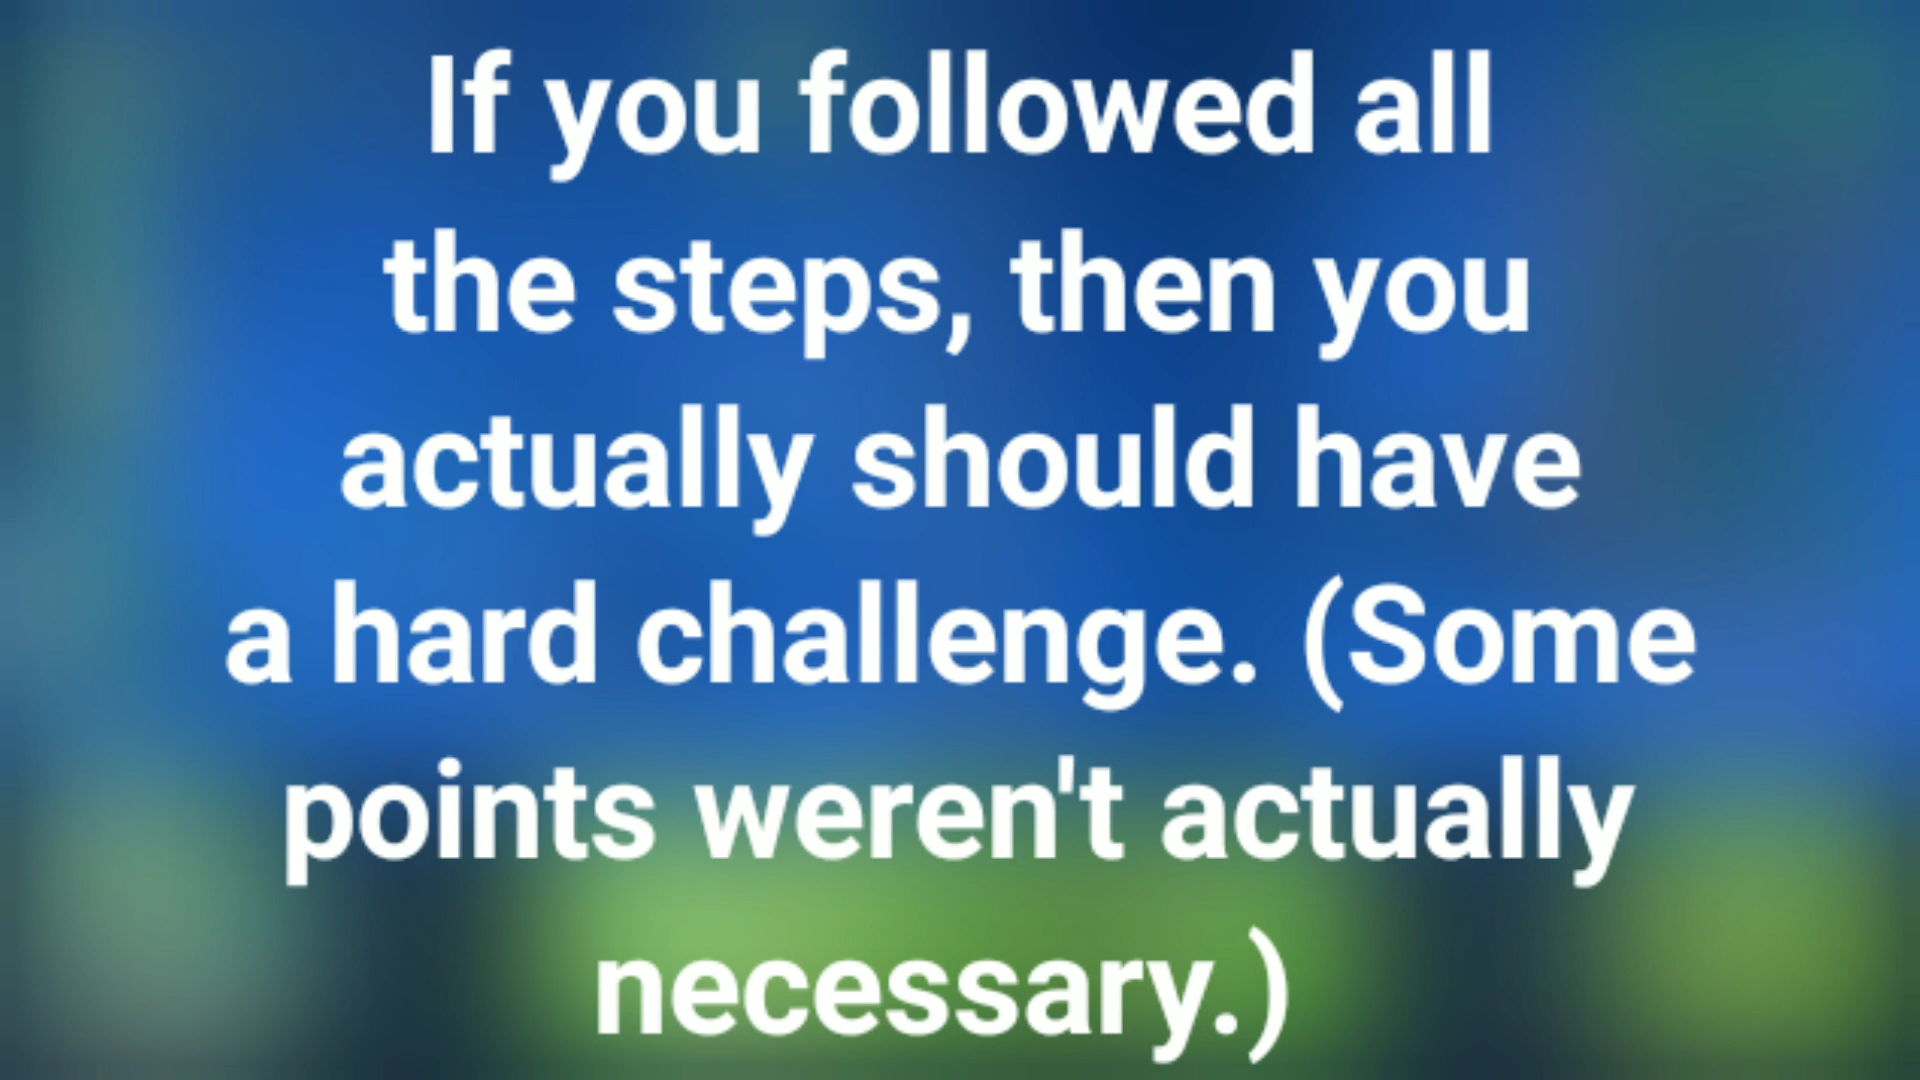 If you followed all
the steps, then you
actually should have
a hard challenge. (Some
points weren't actually
necessary.)